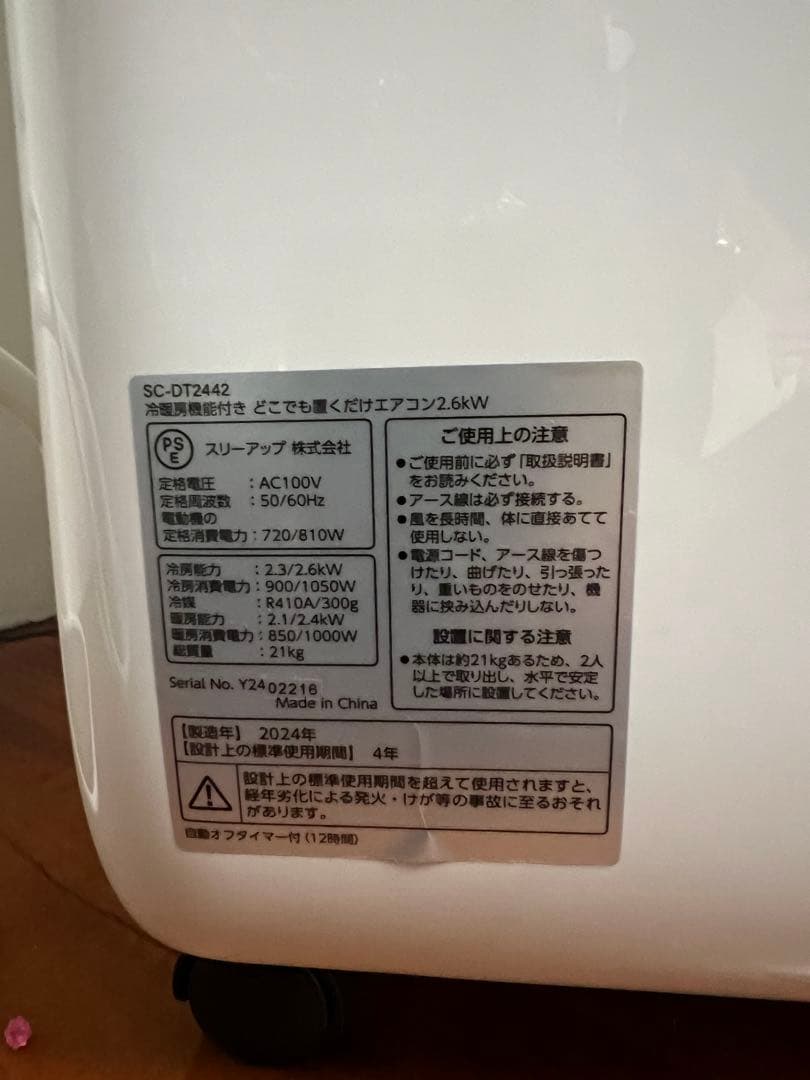 SC-DT2442
冷暖房機能付き どこでも置くだけエアコン2.6kW
PS
E
スリーアップ 株式会社
定格電圧 : AC100V
定格周波数 : 50/60Hz
電動機の
定格消費電力 : 720/810W
冷房能力 : 2.3/2.6kW
冷房消費電力 : 900/1050W
冷媒 : R410A/300g
暖房能力 : 2.1/2.4kW
暖房消費電力 : 850/1000W
総質量 : 21kg
Serial No. Y2402216
Made in China
ご使用上の注意
●ご使用前に必ず「取扱説明書」
をお読みください。
●アース線は必ず接続する。
●風を長時間、体に直接あてて
使用しない。
●電源コード、アース線を傷つ
けたり、曲げたり、引っ張った
り、重いものをのせたり、機
器に挟み込んだりしない。
設置に関する注意
●本体は約21kgあるため、2人
以上で取り出し、水平で安定
した場所に設置してください。
【製造年】 2024年
【設計上の標準使用期間】 4年
設計上の標準使用期間を超えて使用されますと、
経年劣化による発火・けが等の事故に至るおそれ
があります。
自動オフタイマー付(12時間)